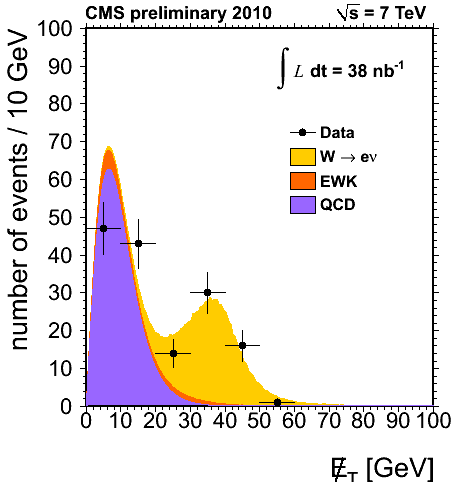 CMS preliminary 2010 √s = 7 TeV
∫ L dt = 38 nb⁻¹
Data
W → eν
EWK
QCD
number of events / 10 GeV
100
90
80
70
60
50
40
30
20
10
0
0 10 20 30 40 50 60 70 80 90 100
E̸T [GeV]